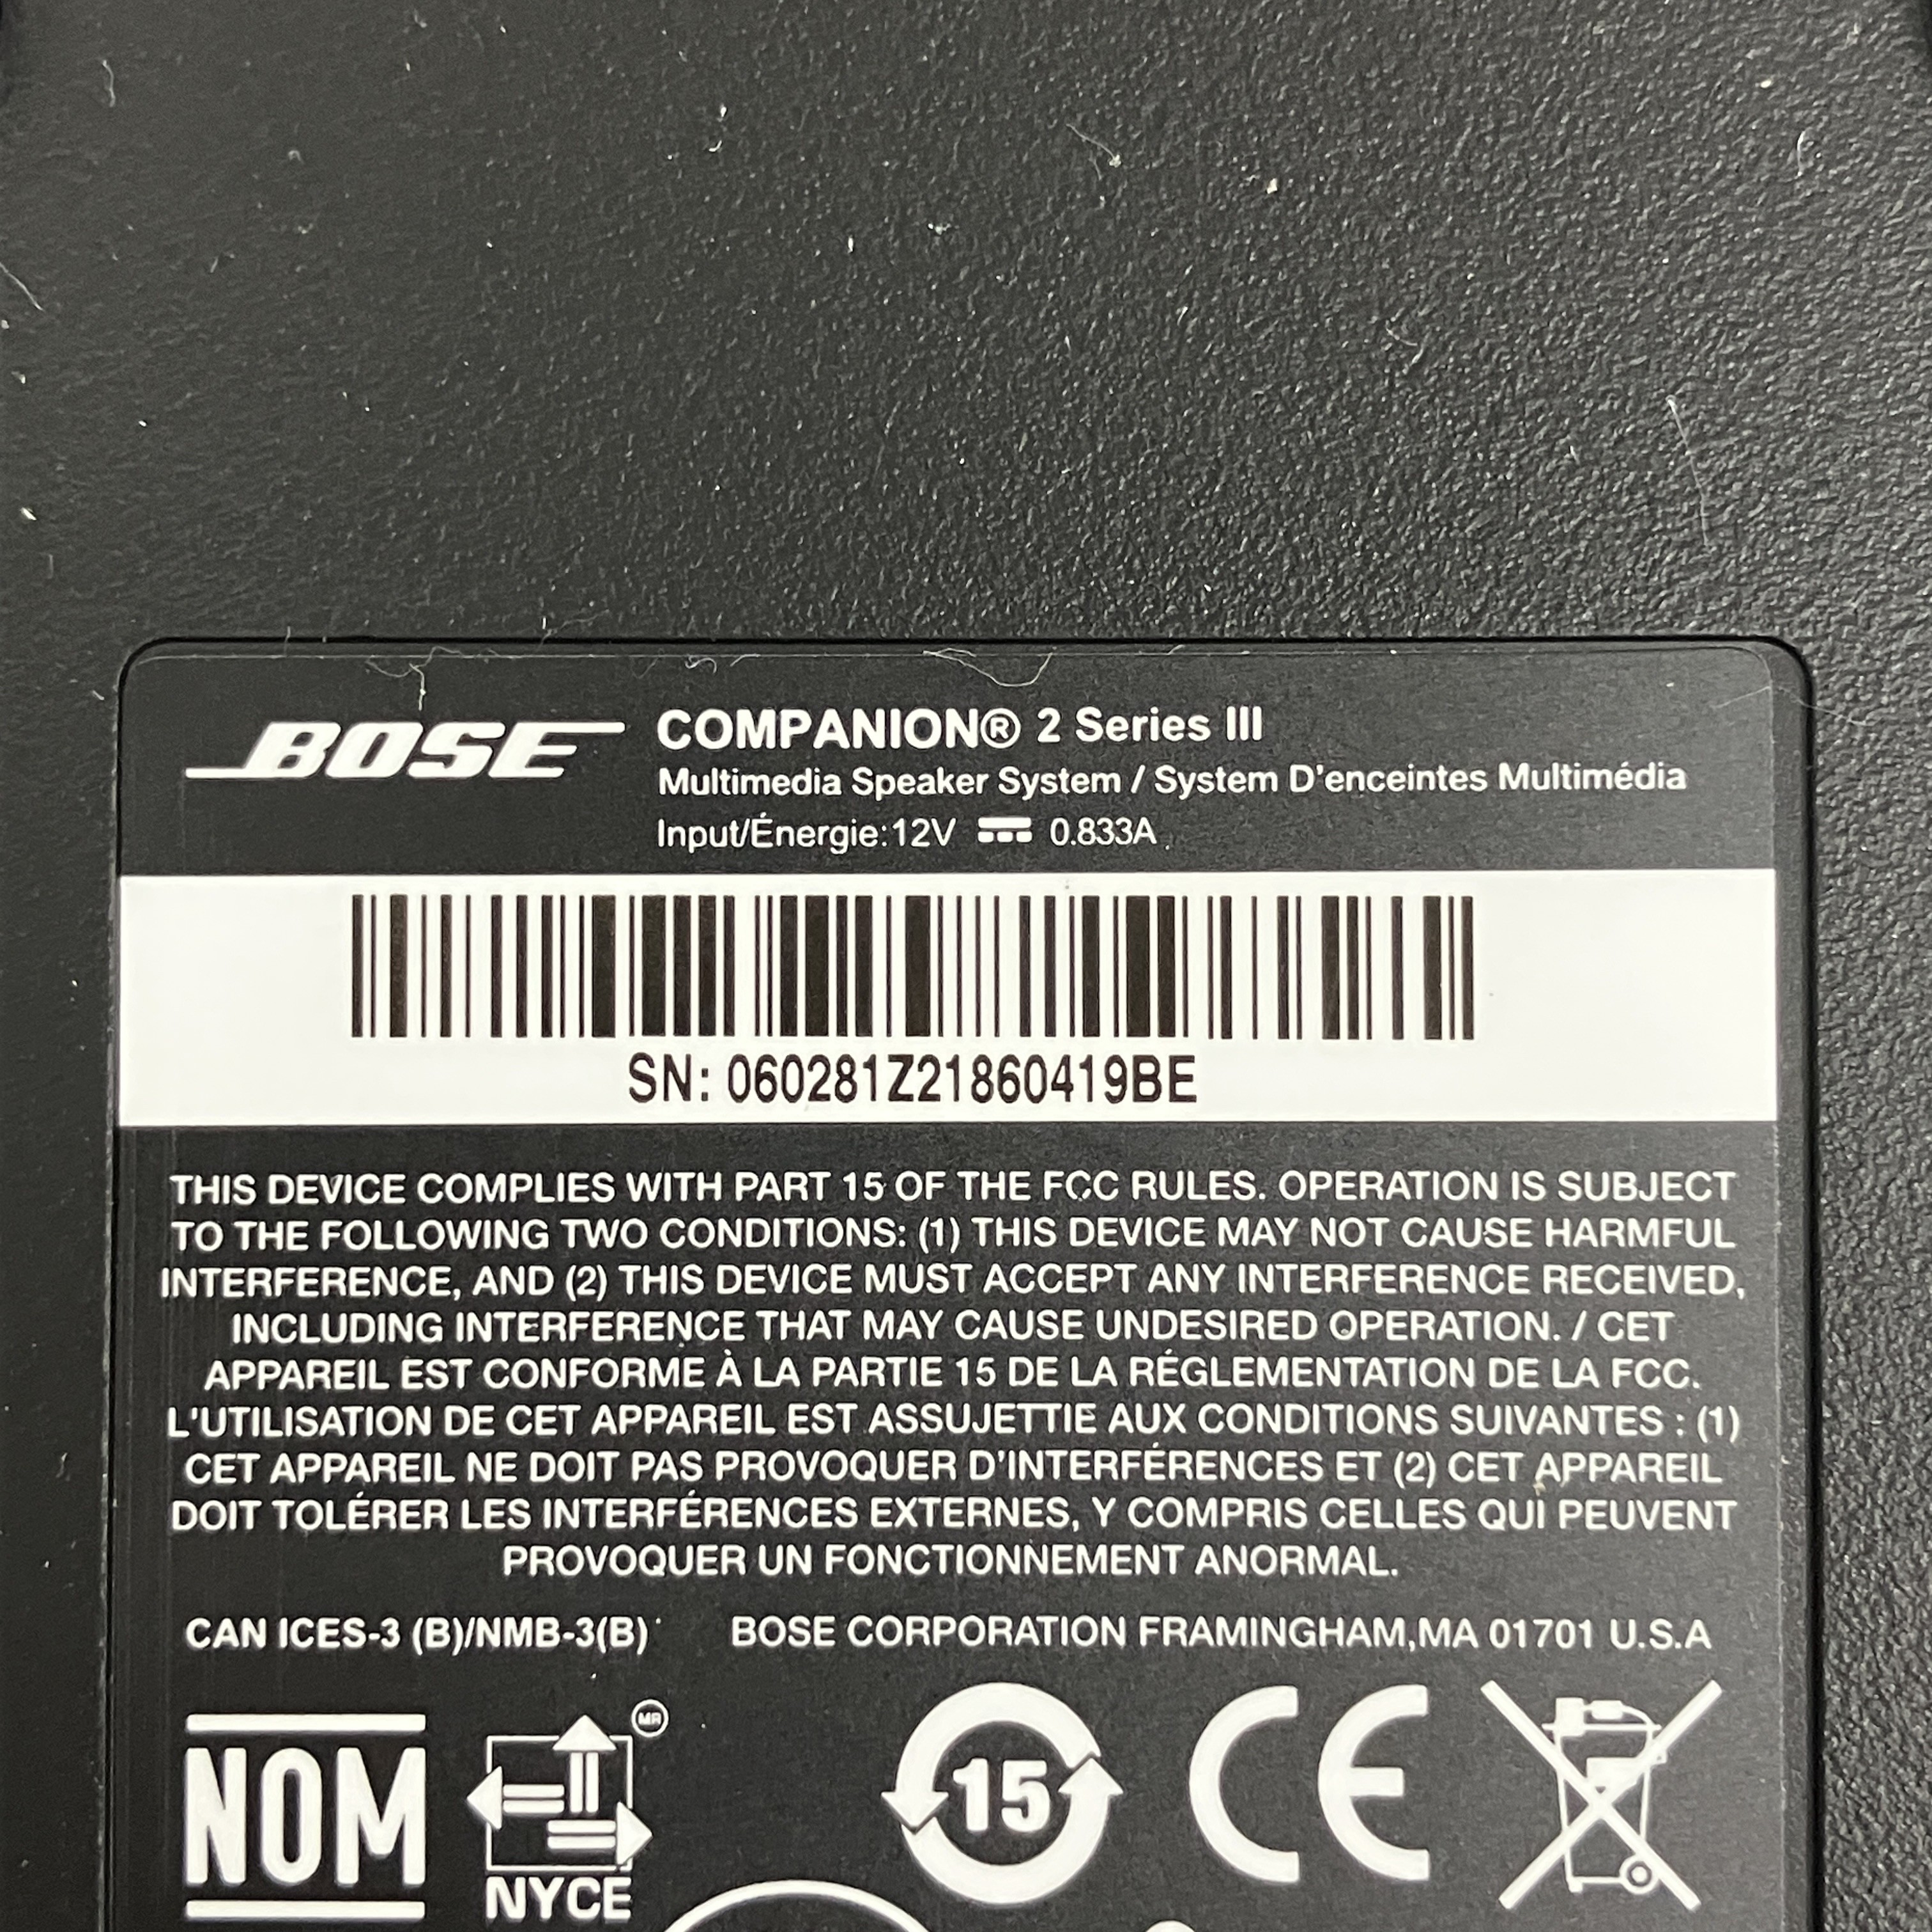 BOSE
COMPANION® 2 Series III
Multimedia Speaker System / System D'enceintes Multimédia
Input/Énergie:12V ⎓ 0.833A
SN: 060281Z21860419BE
THIS DEVICE COMPLIES WITH PART 15 OF THE FCC RULES. OPERATION IS SUBJECT
TO THE FOLLOWING TWO CONDITIONS: (1) THIS DEVICE MAY NOT CAUSE HARMFUL
INTERFERENCE, AND (2) THIS DEVICE MUST ACCEPT ANY INTERFERENCE RECEIVED,
INCLUDING INTERFERENCE THAT MAY CAUSE UNDESIRED OPERATION. / CET
APPAREIL EST CONFORME À LA PARTIE 15 DE LA RÉGLEMENTATION DE LA FCC.
L'UTILISATION DE CET APPAREIL EST ASSUJETTIE AUX CONDITIONS SUIVANTES : (1)
CET APPAREIL NE DOIT PAS PROVOQUER D'INTERFÉRENCES ET (2) CET APPAREIL
DOIT TOLÉRER LES INTERFÉRENCES EXTERNES, Y COMPRIS CELLES QUI PEUVENT
PROVOQUER UN FONCTIONNEMENT ANORMAL.
CAN ICES-3 (B)/NMB-3(B) BOSE CORPORATION FRAMINGHAM,MA 01701 U.S.A
NOM
MR
NYCE
15
CE